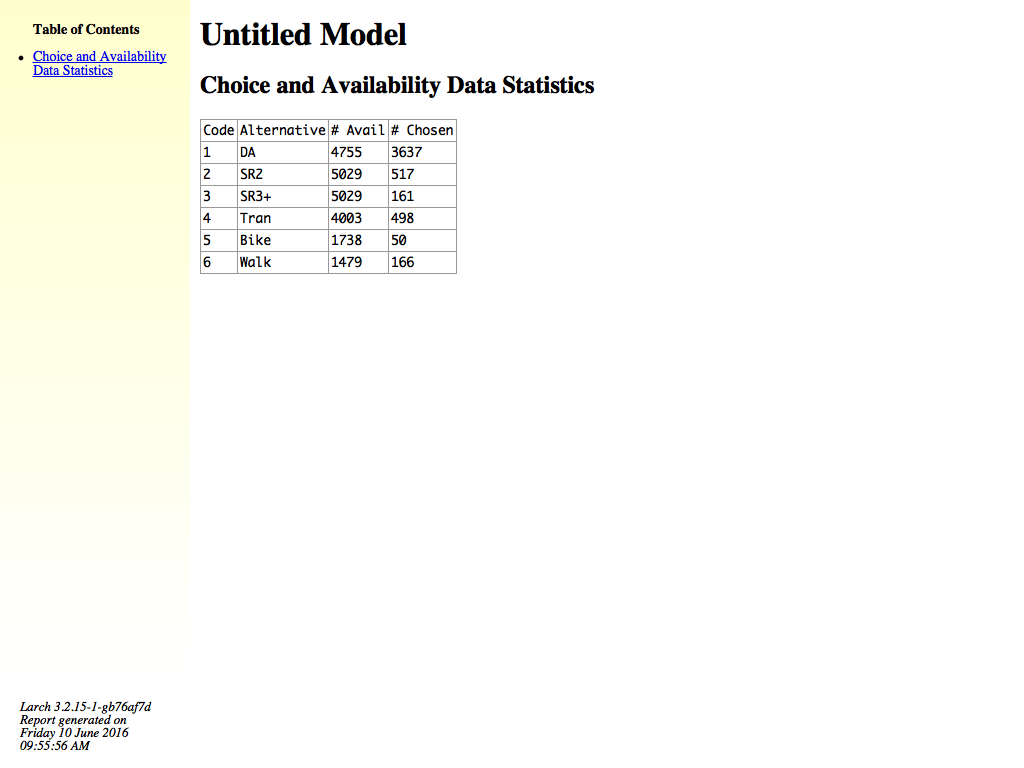 Table of Contents
• Choice and Availability
Data Statistics
Untitled Model
Choice and Availability Data Statistics
Code Alternative # Avail # Chosen
1 DA 4755 3637
2 SR2 5029 517
3 SR3+ 5029 161
4 Tran 4003 498
5 Bike 1738 50
6 Walk 1479 166
Larch 3.2.15-1-gb76af7d
Report generated on
Friday 10 June 2016
09:55:56 AM